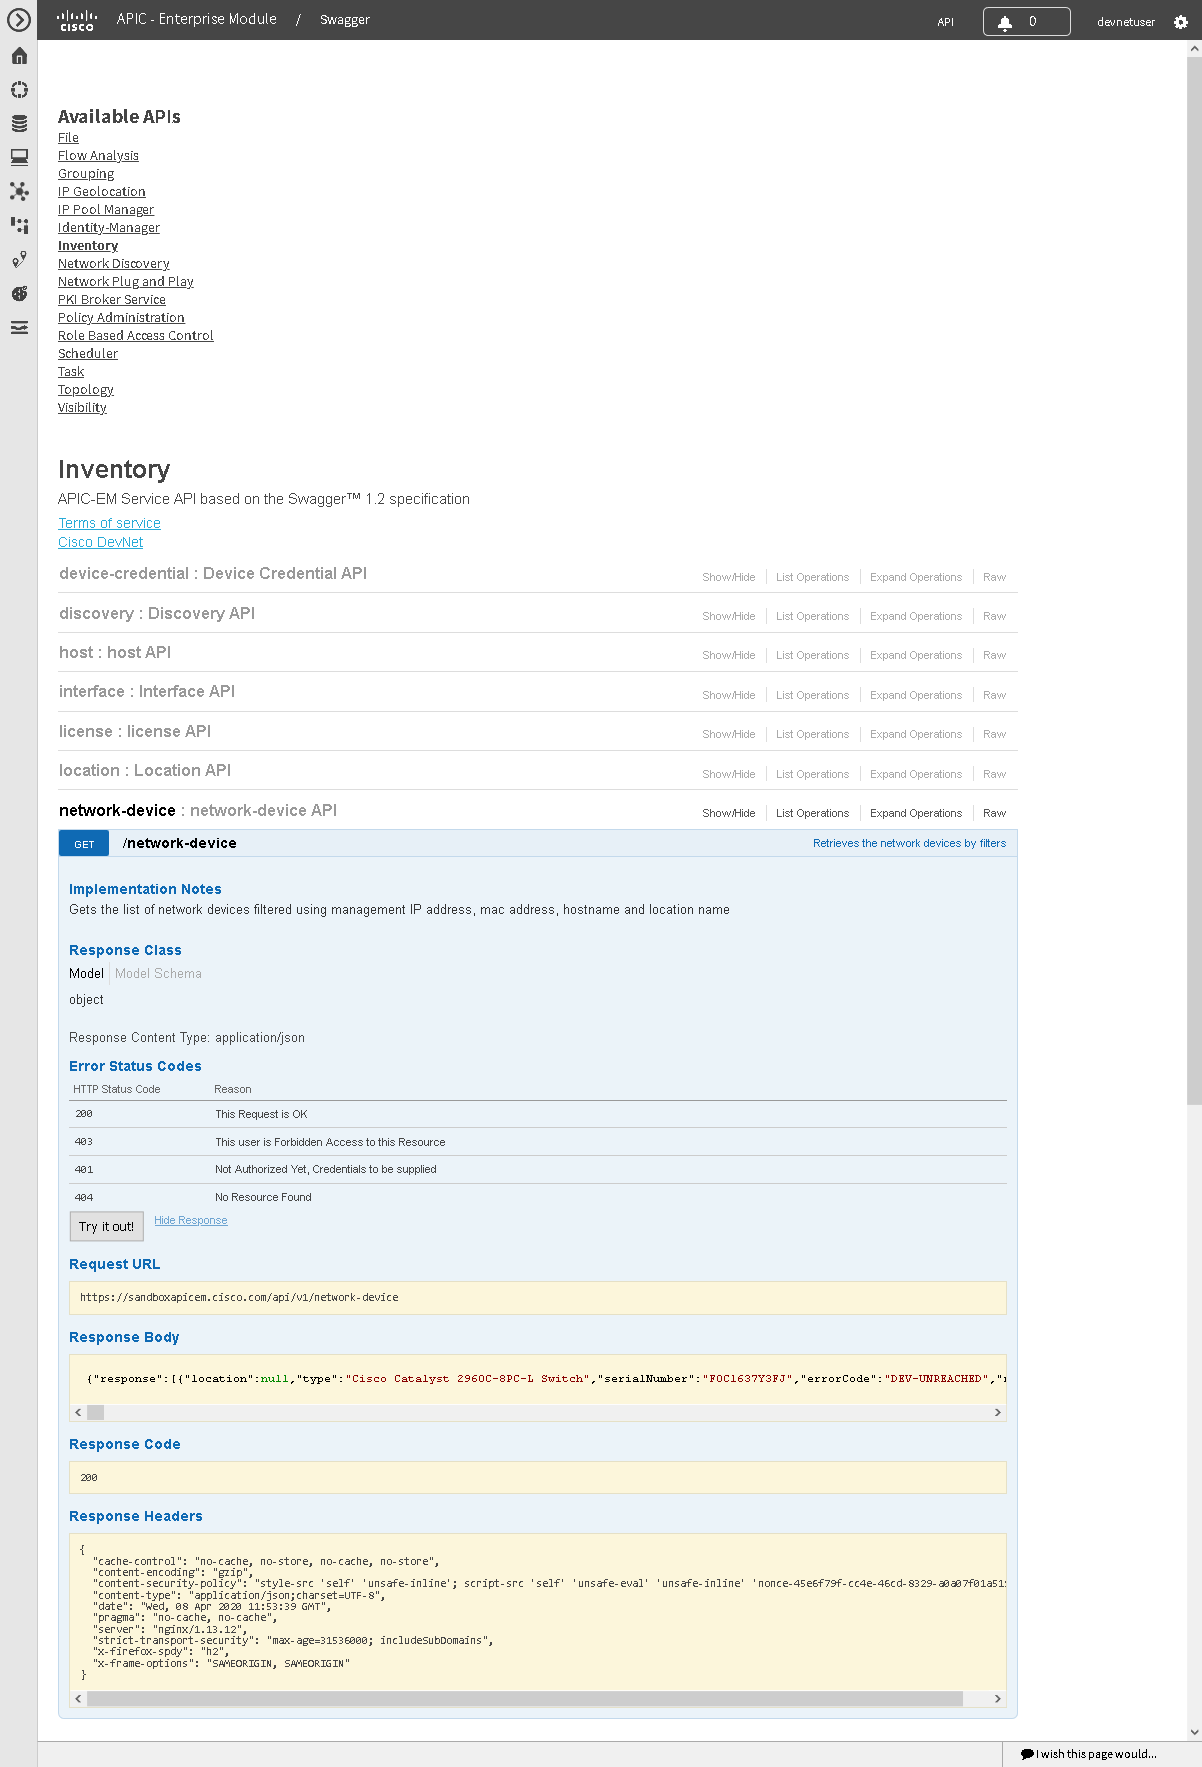 cisco APIC - Enterprise Module / Swagger API 0 devnetuser
Available APIs
File
Flow Analysis
Grouping
IP Geolocation
IP Pool Manager
Identity-Manager
Inventory
Network Discovery
Network Plug and Play
PKI Broker Service
Policy Administration
Role Based Access Control
Scheduler
Task
Topology
Visibility
Inventory
APIC-EM Service API based on the Swagger™ 1.2 specification
Terms of service
Cisco DevNet
device-credential : Device Credential API Show/Hide List Operations Expand Operations Raw
discovery : Discovery API Show/Hide List Operations Expand Operations Raw
host : host API Show/Hide List Operations Expand Operations Raw
interface : Interface API Show/Hide List Operations Expand Operations Raw
license : license API Show/Hide List Operations Expand Operations Raw
location : Location API Show/Hide List Operations Expand Operations Raw
network-device : network-device API Show/Hide List Operations Expand Operations Raw
GET /network-device Retrieves the network devices by filters
Implementation Notes
Gets the list of network devices filtered using management IP address, mac address, hostname and location name
Response Class
Model Model Schema
object
Response Content Type: application/json
Error Status Codes
HTTP Status Code Reason
200 This Request is OK
403 This user is Forbidden Access to this Resource
401 Not Authorized Yet, Credentials to be supplied
404 No Resource Found
Try it out! Hide Response
Request URL
https://sandboxapicem.cisco.com/api/v1/network-device
Response Body
{"response":[{"location":null,"type":"Cisco Catalyst 2960C-8PC-L Switch","serialNumber":"FOC1637Y3FJ","errorCode":"DEV-UNREACHED","
Response Code
200
Response Headers
{
"cache-control": "no-cache, no-store, no-cache, no-store",
"content-encoding": "gzip",
"content-security-policy": "style-src 'self' 'unsafe-inline'; script-src 'self' 'unsafe-eval' 'unsafe-inline' 'nonce-45e6f79f-cc4e-46cd-8329-a0a07f01a51
"content-type": "application/json;charset=UTF-8",
"date": "Wed, 08 Apr 2020 11:53:39 GMT",
"pragma": "no-cache, no-cache",
"server": "nginx/1.13.12",
"strict-transport-security": "max-age=31536000; includeSubDomains",
"x-firefox-spdy": "h2",
"x-frame-options": "SAMEORIGIN, SAMEORIGIN"
}
I wish this page would...